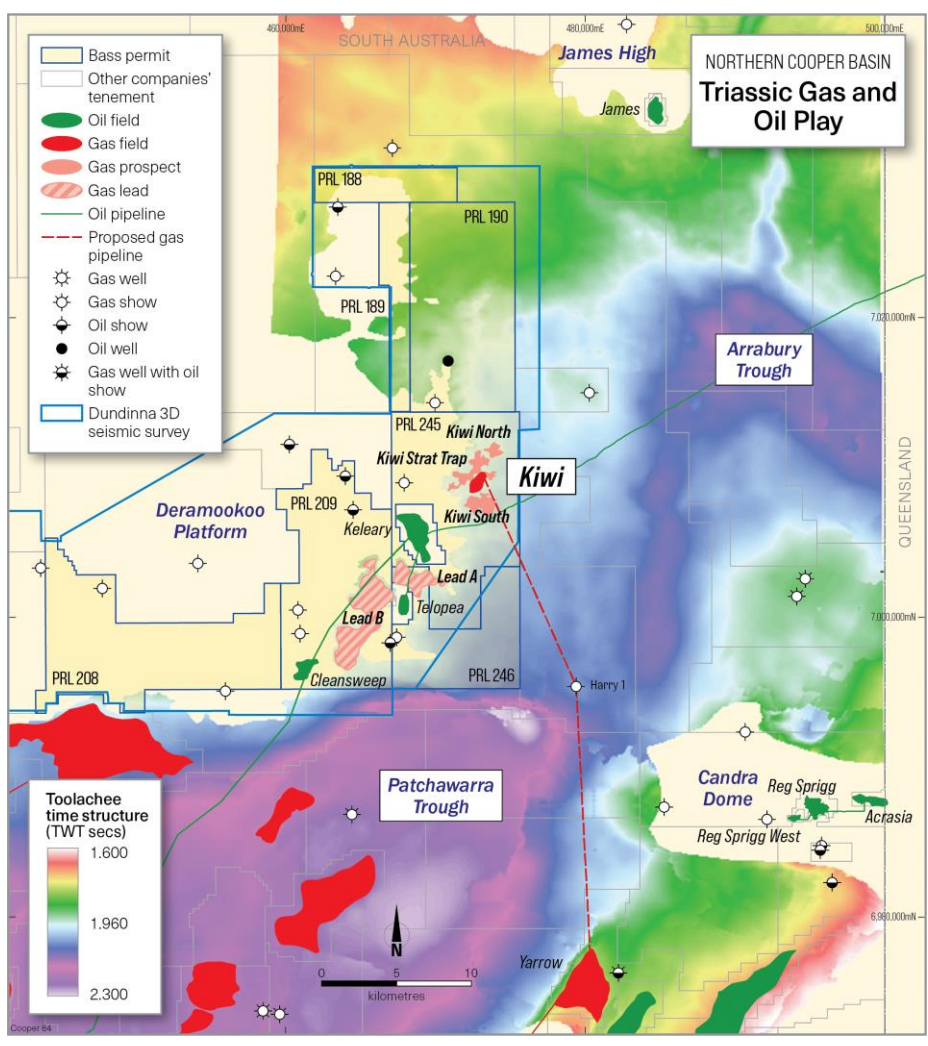 460,000mE
480,000mE
500,000mE
SOUTH AUSTRALIA
James High
NORTHERN COOPER BASIN
Triassic Gas and
Oil Play
Bass permit
Other companies'
tenement
Oil field
Gas field
Gas prospect
Gas lead
Oil pipeline
Proposed gas
pipeline
Gas well
Gas show
Oil show
Oil well
Gas well with oil
show
Dundinna 3D
seismic survey
James
PRL 188
PRL 190
PRL 189
7,020,000mN
Arrabury
Trough
PRL 245
Kiwi North
Kiwi Strat Trap
Kiwi
Kiwi South
QUEENSLAND
Deramookoo
Platform
PRL 209
Keleary
Lead A
Telopea
Lead B
7,000,000mN
Cleansweep
PRL 208
PRL 246
Harry 1
Patchawarra
Trough
Candra
Dome
Reg Sprigg
Acrasia
Reg Sprigg West
Toolachee
time structure
(TWT secs)
1.600
1.960
2.300
6,980,000mN
N
Yarrow
0 5 10
kilometres
Cooper 64